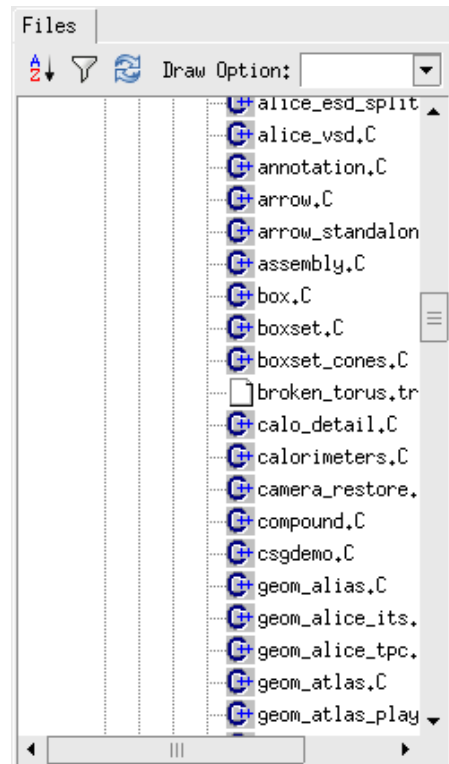 Files
Draw Option:
alice_esd_split
alice_vsd.C
annotation.C
arrow.C
arrow_standalon
assembly.C
box.C
boxset.C
boxset_cones.C
broken_torus.tr
calo_detail.C
calorimeters.C
camera_restore.
compound.C
csgdemo.C
geom_alias.C
geom_alice_its.
geom_alice_tpc.
geom_atlas.C
geom_atlas_play